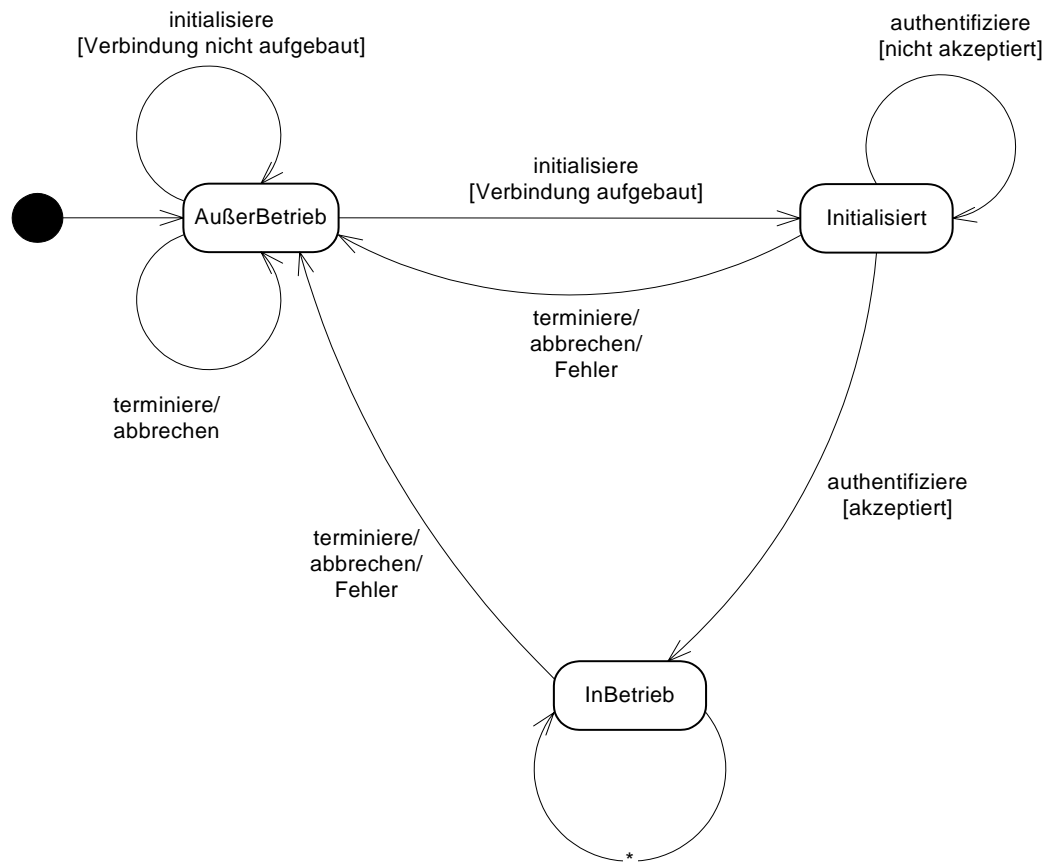 initialisiere
[Verbindung nicht aufgebaut]
authentifiziere
[nicht akzeptiert]
initialisiere
[Verbindung aufgebaut]
AußerBetrieb
Initialisiert
terminiere/
abbrechen/
Fehler
terminiere/
abbrechen
authentifiziere
[akzeptiert]
terminiere/
abbrechen/
Fehler
InBetrieb
*